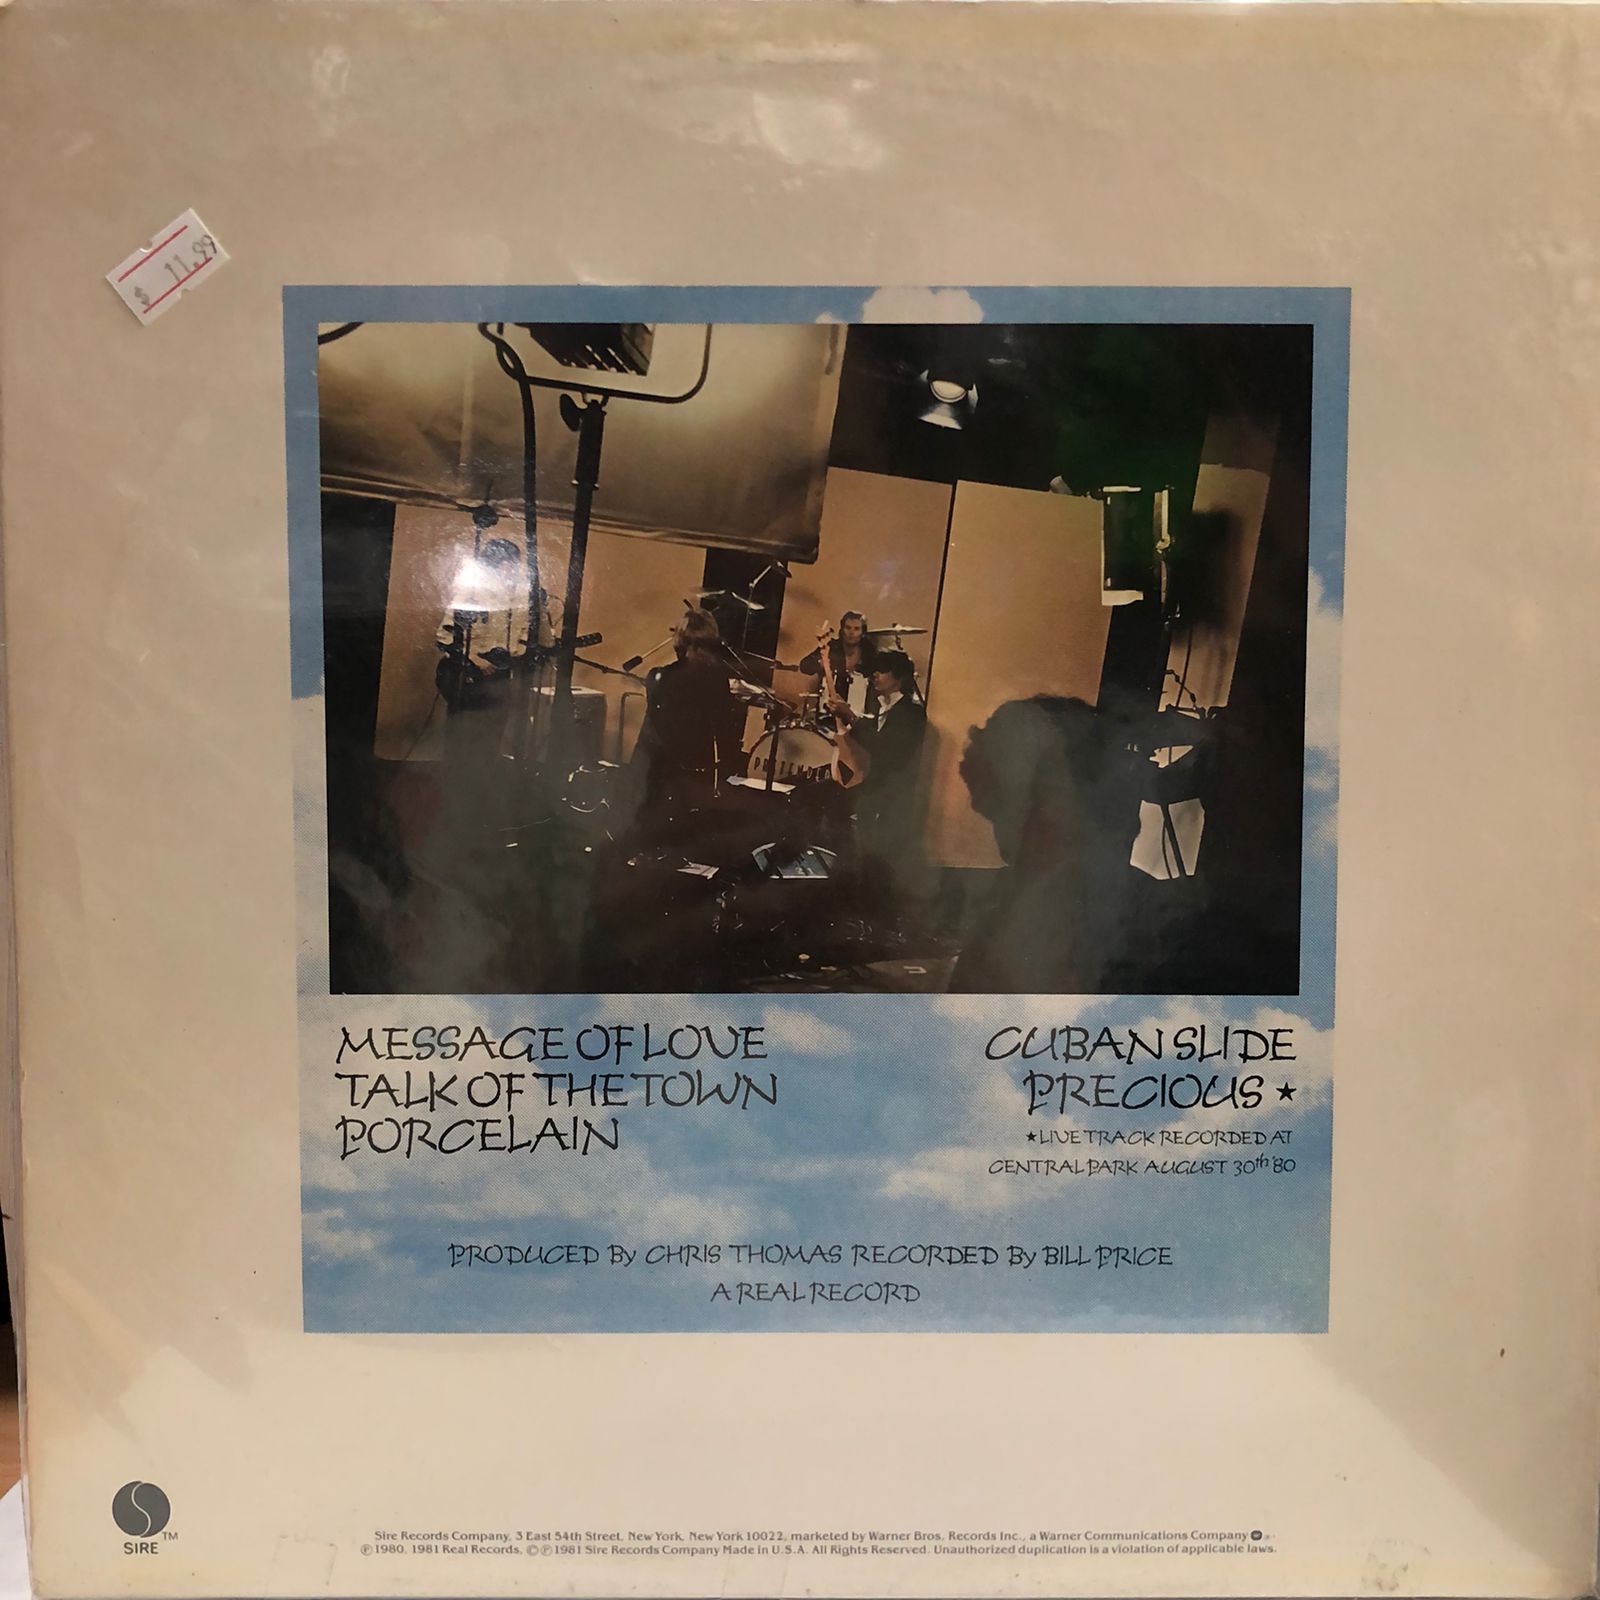 $ 11.99
PRETENDER
MESSAGE OF LOVE
TALK OF THE TOWN
PORCELAIN
CUBAN SLIDE
PRECIOUS ★
★LIVE TRACK RECORDED AT
CENTRAL PARK AUGUST 30th '80
PRODUCED By CHRIS THOMAS RECORDED By BILL PRICE
A REAL RECORD
TM
SIRE
Sire Records Company, 3 East 54th Street, New York, New York 10022, marketed by Warner Bros. Records Inc., a Warner Communications Company
℗ 1980, 1981 Real Records, © ℗ 1981 Sire Records Company Made in U.S.A. All Rights Reserved. Unauthorized duplication is a violation of applicable laws.